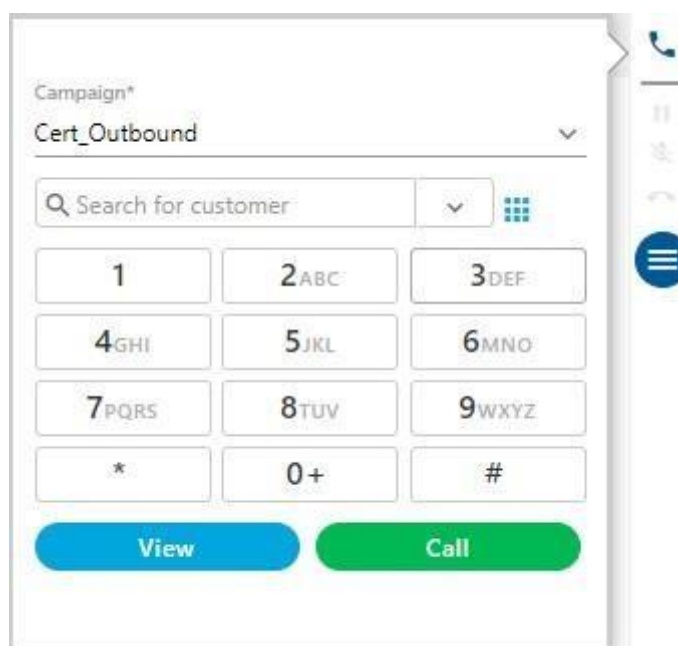 Campaign*
Cert_Outbound
Search for customer
1 2ABC 3DEF
4GHI 5JKL 6MNO
7PQRS 8TUV 9WXYZ
* 0+ #
View Call